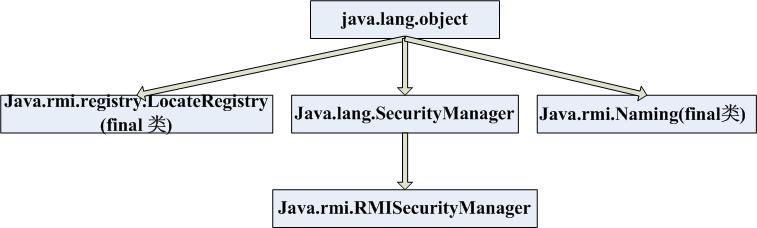 java.lang.object
Java.rmi.registry.LocateRegistry
(final 类)
Java.lang.SecurityManager
Java.rmi.Naming(final类)
Java.rmi.RMISecurityManager